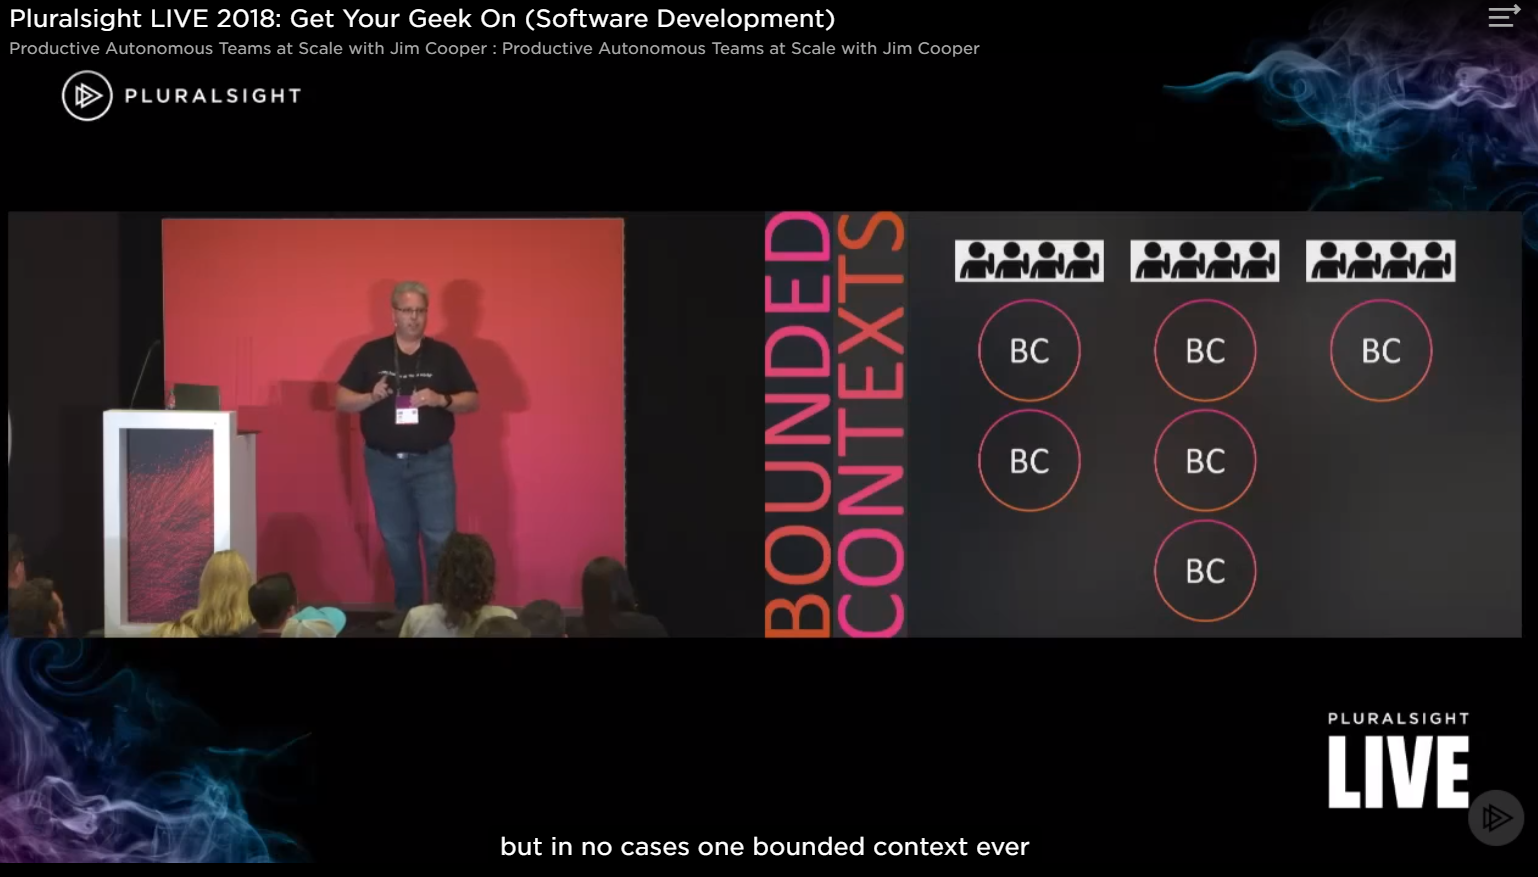 Pluralsight LIVE 2018: Get Your Geek On (Software Development)
Productive Autonomous Teams at Scale with Jim Cooper : Productive Autonomous Teams at Scale with Jim Cooper
PLURALSIGHT
BOUNDED
CONTEXTS
BC
BC
BC
BC
BC
BC
PLURALSIGHT
LIVE
but in no cases one bounded context ever